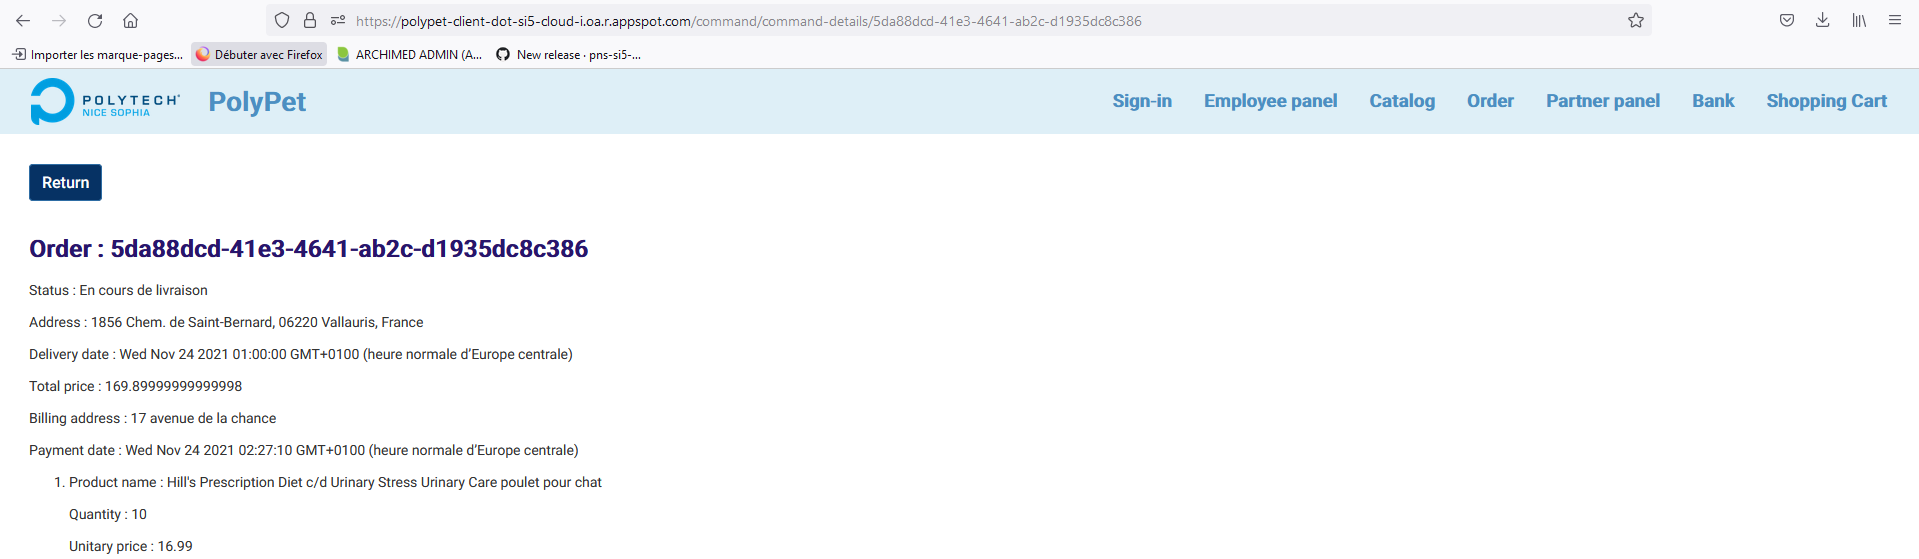 https://polypet-client-dot-si5-cloud-i.oa.r.appspot.com/command/command-details/5da88dcd-41e3-4641-ab2c-d1935dc8c386
Importer les marque-pages... Débuter avec Firefox ARCHIMED ADMIN (A... New release · pns-si5-...
POLYTECH
NICE SOPHIA
PolyPet Sign-in Employee panel Catalog Order Partner panel Bank Shopping Cart
Return
Order : 5da88dcd-41e3-4641-ab2c-d1935dc8c386
Status : En cours de livraison
Address : 1856 Chem. de Saint-Bernard, 06220 Vallauris, France
Delivery date : Wed Nov 24 2021 01:00:00 GMT+0100 (heure normale d’Europe centrale)
Total price : 169.89999999999998
Billing address : 17 avenue de la chance
Payment date : Wed Nov 24 2021 02:27:10 GMT+0100 (heure normale d’Europe centrale)
1. Product name : Hill's Prescription Diet c/d Urinary Stress Urinary Care poulet pour chat
Quantity : 10
Unitary price : 16.99